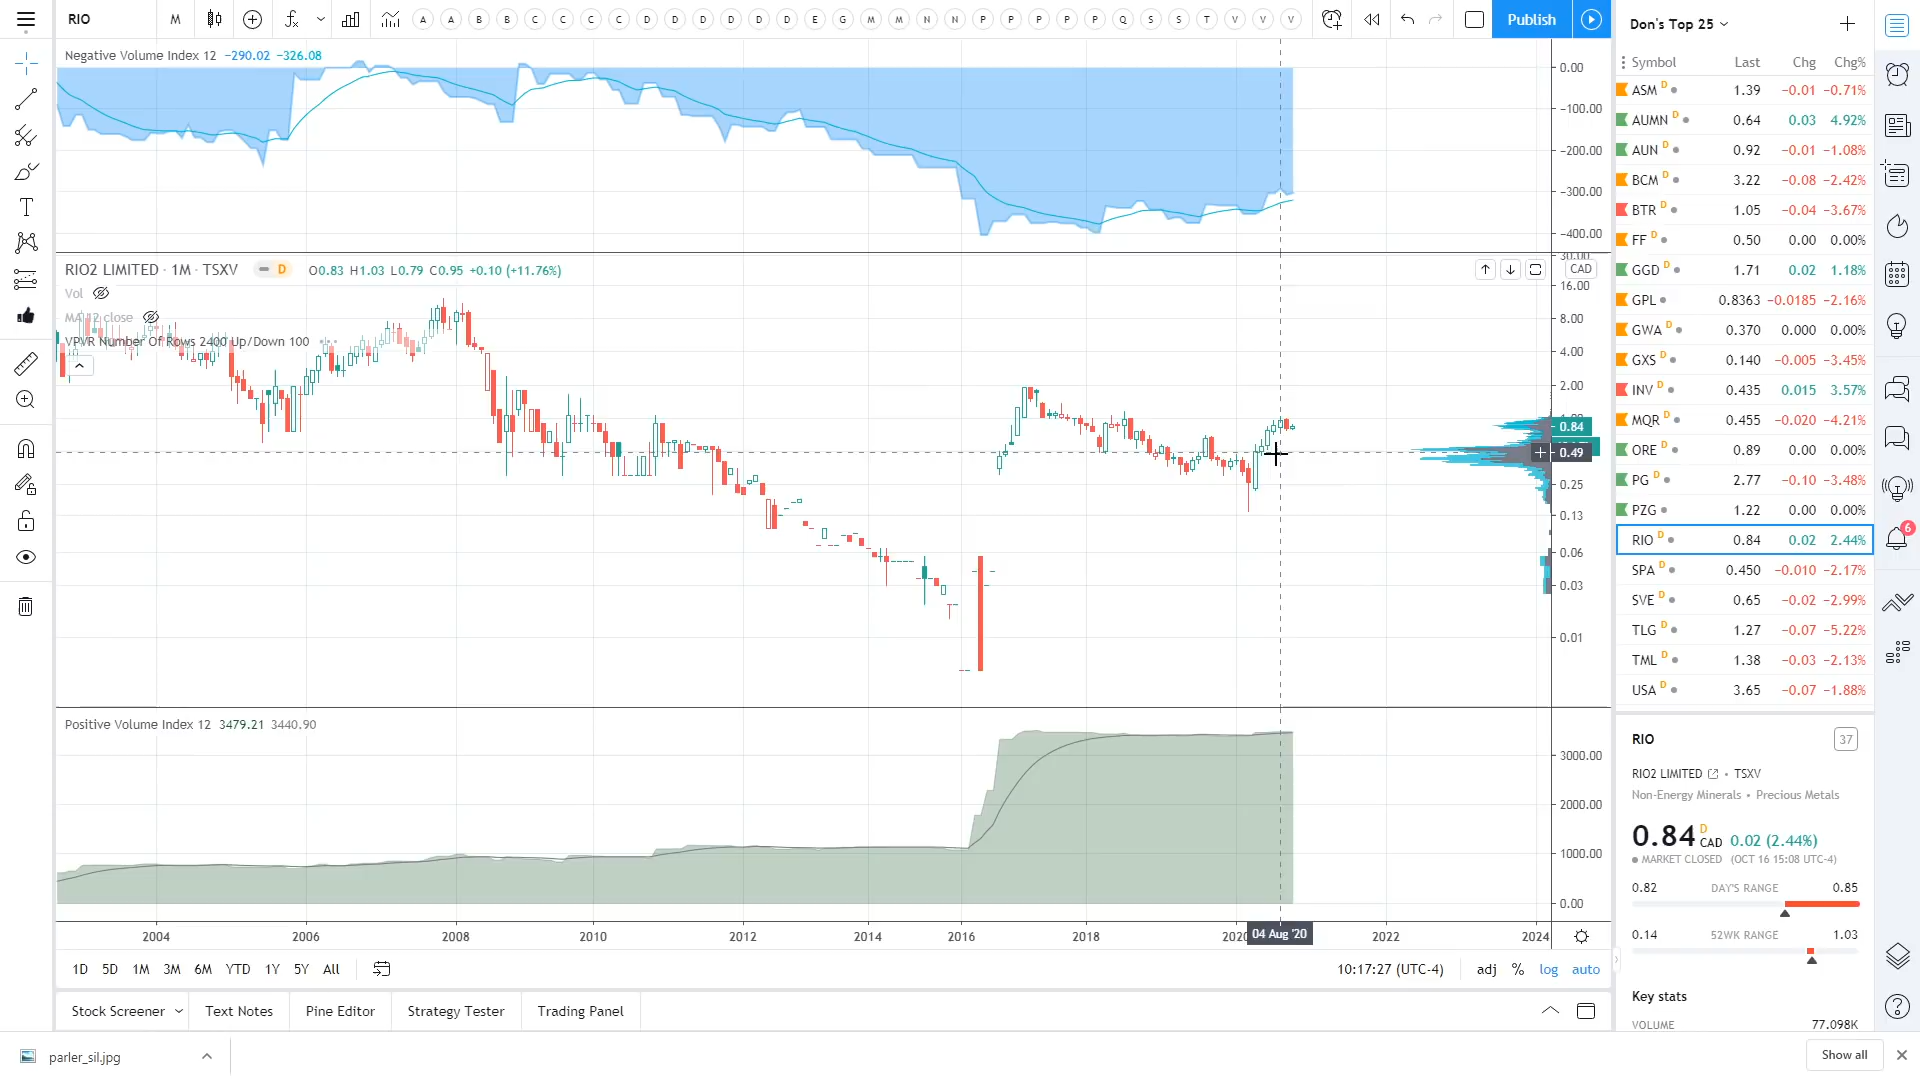 RIO M Publish
A A B B C C C C D D D D D D E G M M N N P P P P P Q S S T V V V
Don's Top 25
Negative Volume Index 12 −290.02 −326.08
0.00
−100.00
−200.00
−300.00
−400.00
RIO2 LIMITED · 1M · TSXV D O0.83 H1.03 L0.79 C0.95 +0.10 (+11.76%)
CAD
Vol
MA 12 close
VPVR Number Of Rows 2400 Up/Down 100
30.00
16.00
8.00
4.00
2.00
1.00
0.84
0.49
0.25
0.13
0.06
0.03
0.01
Positive Volume Index 12 3479.21 3440.90
3000.00
2000.00
1000.00
0.00
2004 2006 2008 2010 2012 2014 2016 2018 2020 04 Aug '20 2022 2024
1D 5D 1M 3M 6M YTD 1Y 5Y All
10:17:27 (UTC-4) adj % log auto
Stock Screener Text Notes Pine Editor Strategy Tester Trading Panel
Symbol Last Chg Chg%
ASM D 1.39 −0.01 −0.71%
AUMN D 0.64 0.03 4.92%
AUN D 0.92 −0.01 −1.08%
BCM D 3.22 −0.08 −2.42%
BTR D 1.05 −0.04 −3.67%
FF D 0.50 0.00 0.00%
GGD D 1.71 0.02 1.18%
GPL 0.8363 −0.0185 −2.16%
GWA D 0.370 0.000 0.00%
GXS D 0.140 −0.005 −3.45%
INV D 0.435 0.015 3.57%
MQR D 0.455 −0.020 −4.21%
ORE D 0.89 0.00 0.00%
PG D 2.77 −0.10 −3.48%
PZG 1.22 0.00 0.00%
RIO D 0.84 0.02 2.44%
SPA D 0.450 −0.010 −2.17%
SVE D 0.65 −0.02 −2.99%
TLG D 1.27 −0.07 −5.22%
TML D 1.38 −0.03 −2.13%
USA D 3.65 −0.07 −1.88%
6
RIO 37
RIO2 LIMITED • TSXV
Non-Energy Minerals • Precious Metals
0.84 D CAD 0.02 (2.44%)
MARKET CLOSED (OCT 16 15:08 UTC-4)
0.82 DAY'S RANGE 0.85
0.14 52WK RANGE 1.03
Key stats
VOLUME 77.098K
parler_sil.jpg
Show all